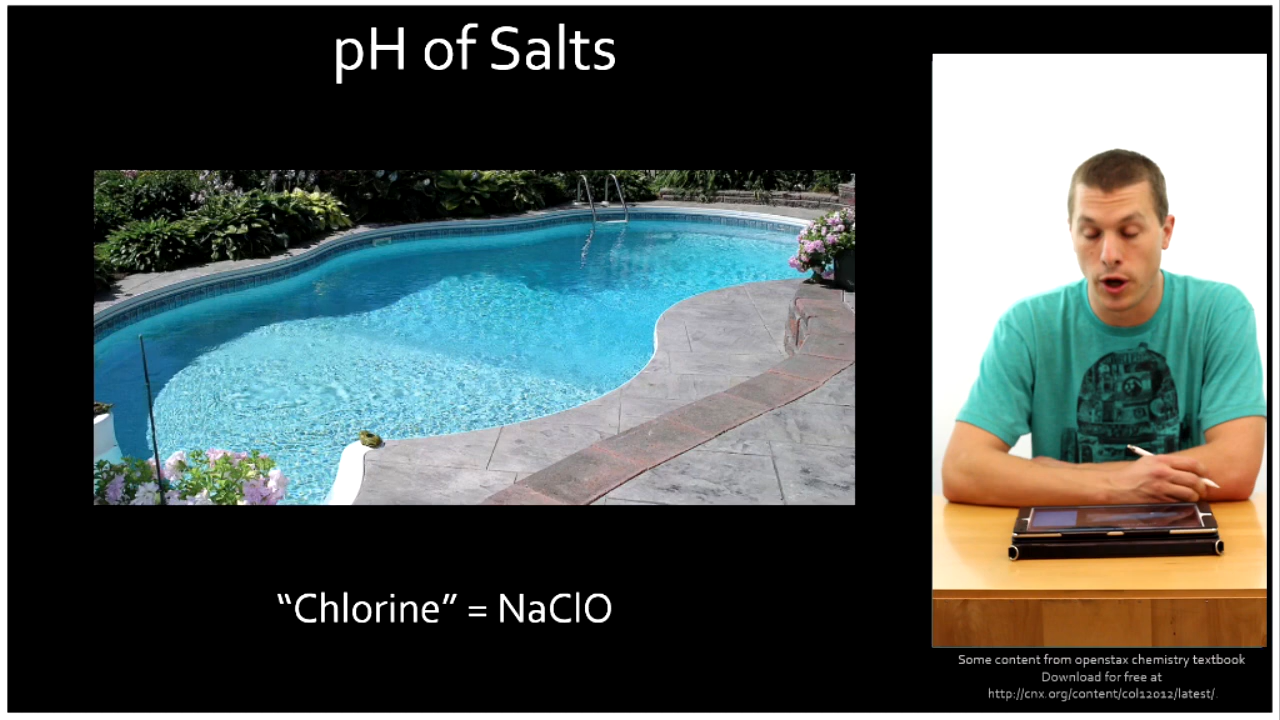 pH of Salts
“Chlorine” = NaClO
Some content from openstax chemistry textbook
Download for free at
http://cnx.org/content/col12012/latest/.